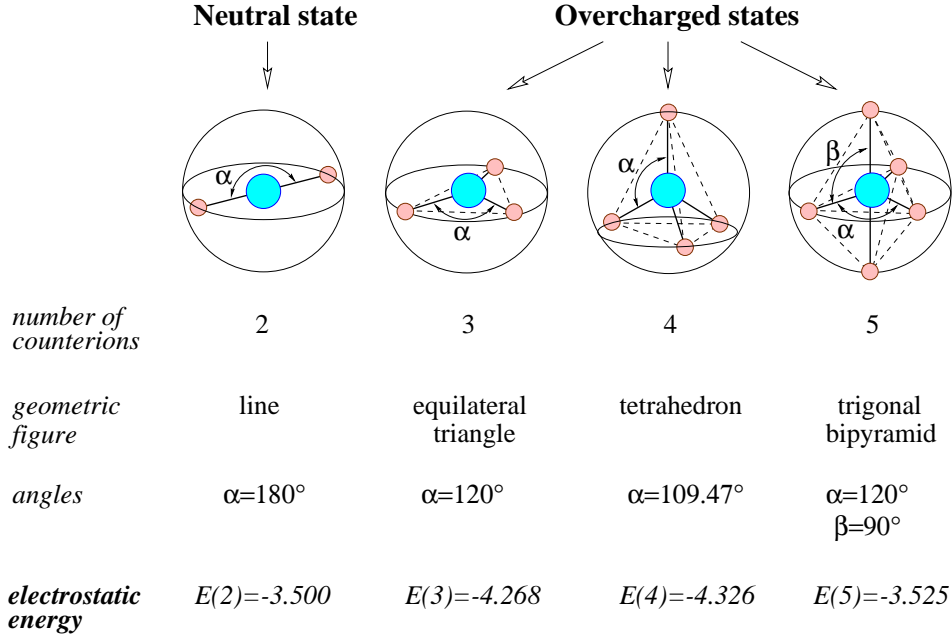 Neutral state
Overcharged states
α
α
α
β
α
number of
counterions
2
3
4
5
geometric
figure
line
equilateral
triangle
tetrahedron
trigonal
bipyramid
angles
α=180°
α=120°
α=109.47°
α=120°
β=90°
electrostatic
energy
E(2)=-3.500
E(3)=-4.268
E(4)=-4.326
E(5)=-3.525